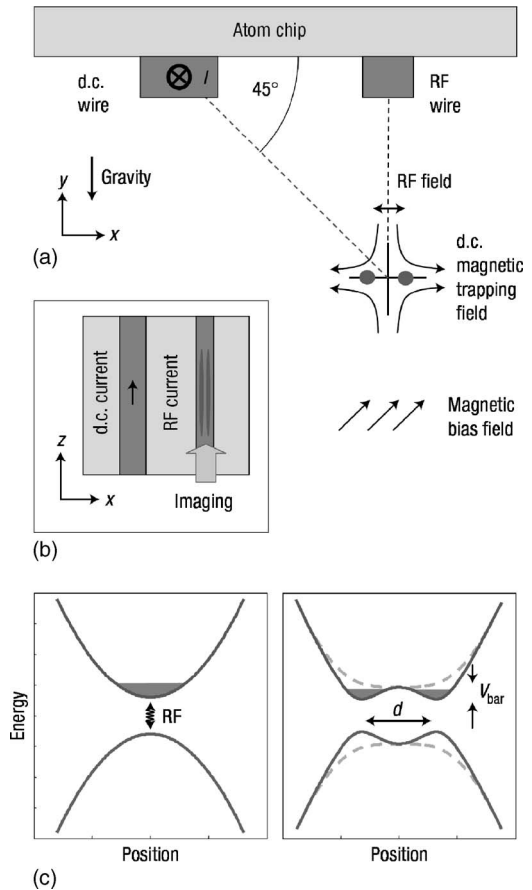 Atom chip
d.c.
wire
I
45°
RF
wire
y
Gravity
x
RF field
(a)
d.c.
magnetic
trapping
field
d.c. current
RF current
Magnetic
bias field
z
x
Imaging
(b)
Energy
RF
V_bar
d
Position
Position
(c)